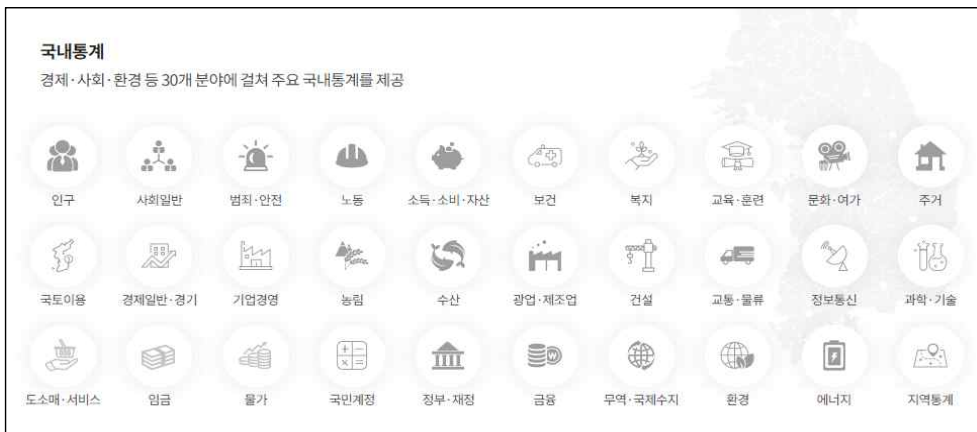 국내통계
경제·사회·환경 등 30개 분야에 걸쳐 주요 국내통계를 제공
인구 사회일반 범죄·안전 노동 소득·소비·자산 보건 복지 교육·훈련 문화·여가 주거
국토이용 경제일반·경기 기업경영 농림 수산 광업·제조업 건설 교통·물류 정보통신 과학·기술
도소매·서비스 임금 물가 국민계정 정부·재정 금융 무역·국제수지 환경 에너지 지역통계